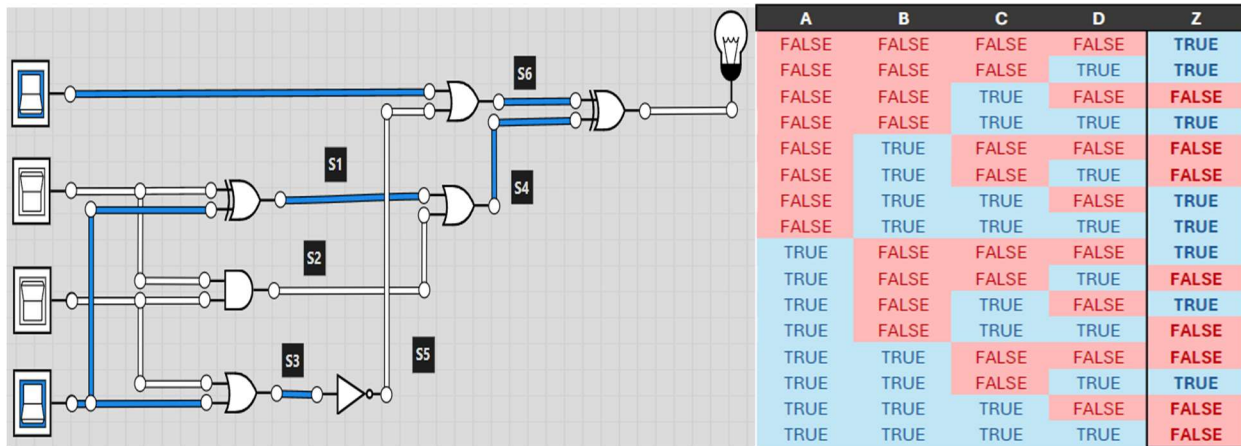 S6
S1
S4
S2
S3
S5
A B C D Z
FALSE FALSE FALSE FALSE TRUE
FALSE FALSE FALSE TRUE TRUE
FALSE FALSE TRUE FALSE FALSE
FALSE FALSE TRUE TRUE TRUE
FALSE TRUE FALSE FALSE FALSE
FALSE TRUE FALSE TRUE FALSE
FALSE TRUE TRUE FALSE TRUE
FALSE TRUE TRUE TRUE TRUE
TRUE FALSE FALSE FALSE TRUE
TRUE FALSE FALSE TRUE FALSE
TRUE FALSE TRUE FALSE TRUE
TRUE FALSE TRUE TRUE FALSE
TRUE TRUE FALSE FALSE FALSE
TRUE TRUE FALSE TRUE TRUE
TRUE TRUE TRUE FALSE FALSE
TRUE TRUE TRUE TRUE FALSE